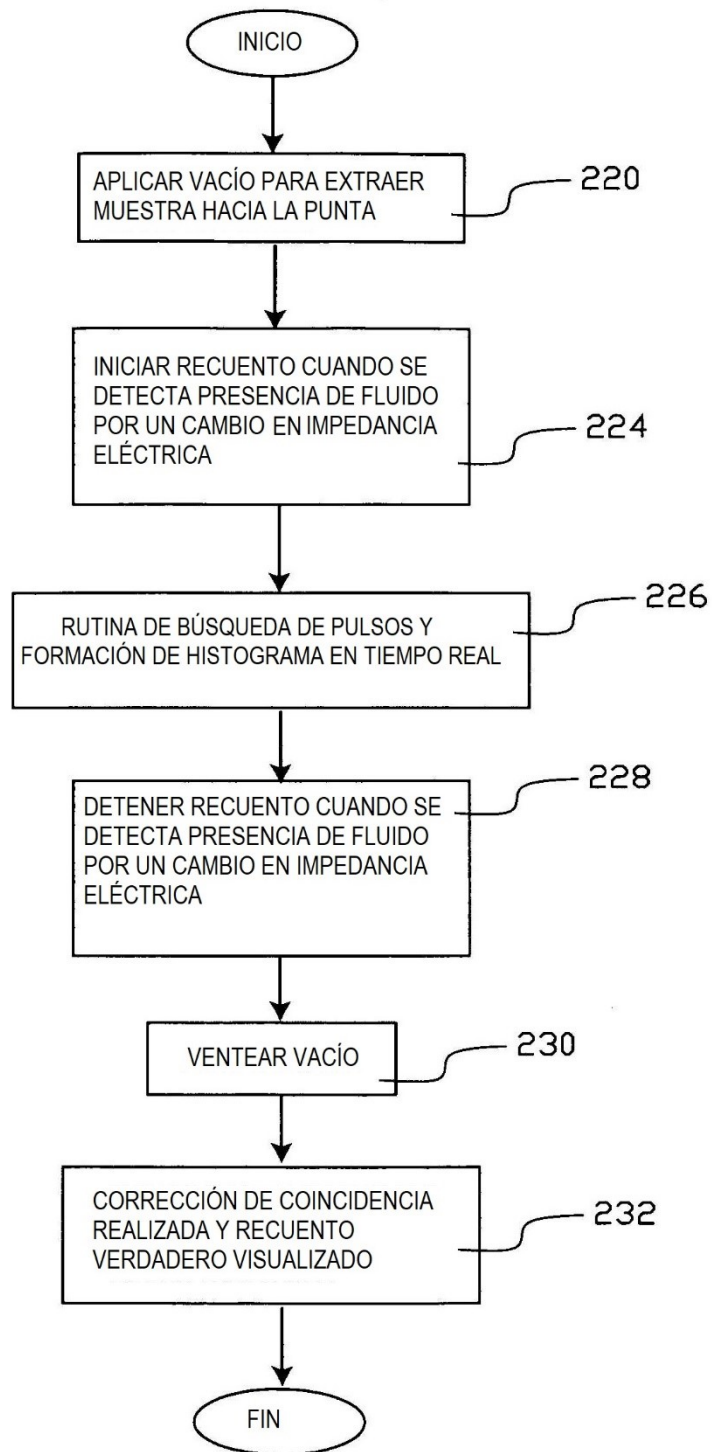 INICIO
APLICAR VACÍO PARA EXTRAER
MUESTRA HACIA LA PUNTA
220
INICIAR RECUENTO CUANDO SE
DETECTA PRESENCIA DE FLUIDO
POR UN CAMBIO EN IMPEDANCIA
ELÉCTRICA
224
RUTINA DE BÚSQUEDA DE PULSOS Y
FORMACIÓN DE HISTOGRAMA EN TIEMPO REAL
226
DETENER RECUENTO CUANDO SE
DETECTA PRESENCIA DE FLUIDO
POR UN CAMBIO EN IMPEDANCIA
ELÉCTRICA
228
VENTEAR VACÍO
230
CORRECCIÓN DE COINCIDENCIA
REALIZADA Y RECUENTO
VERDADERO VISUALIZADO
232
FIN